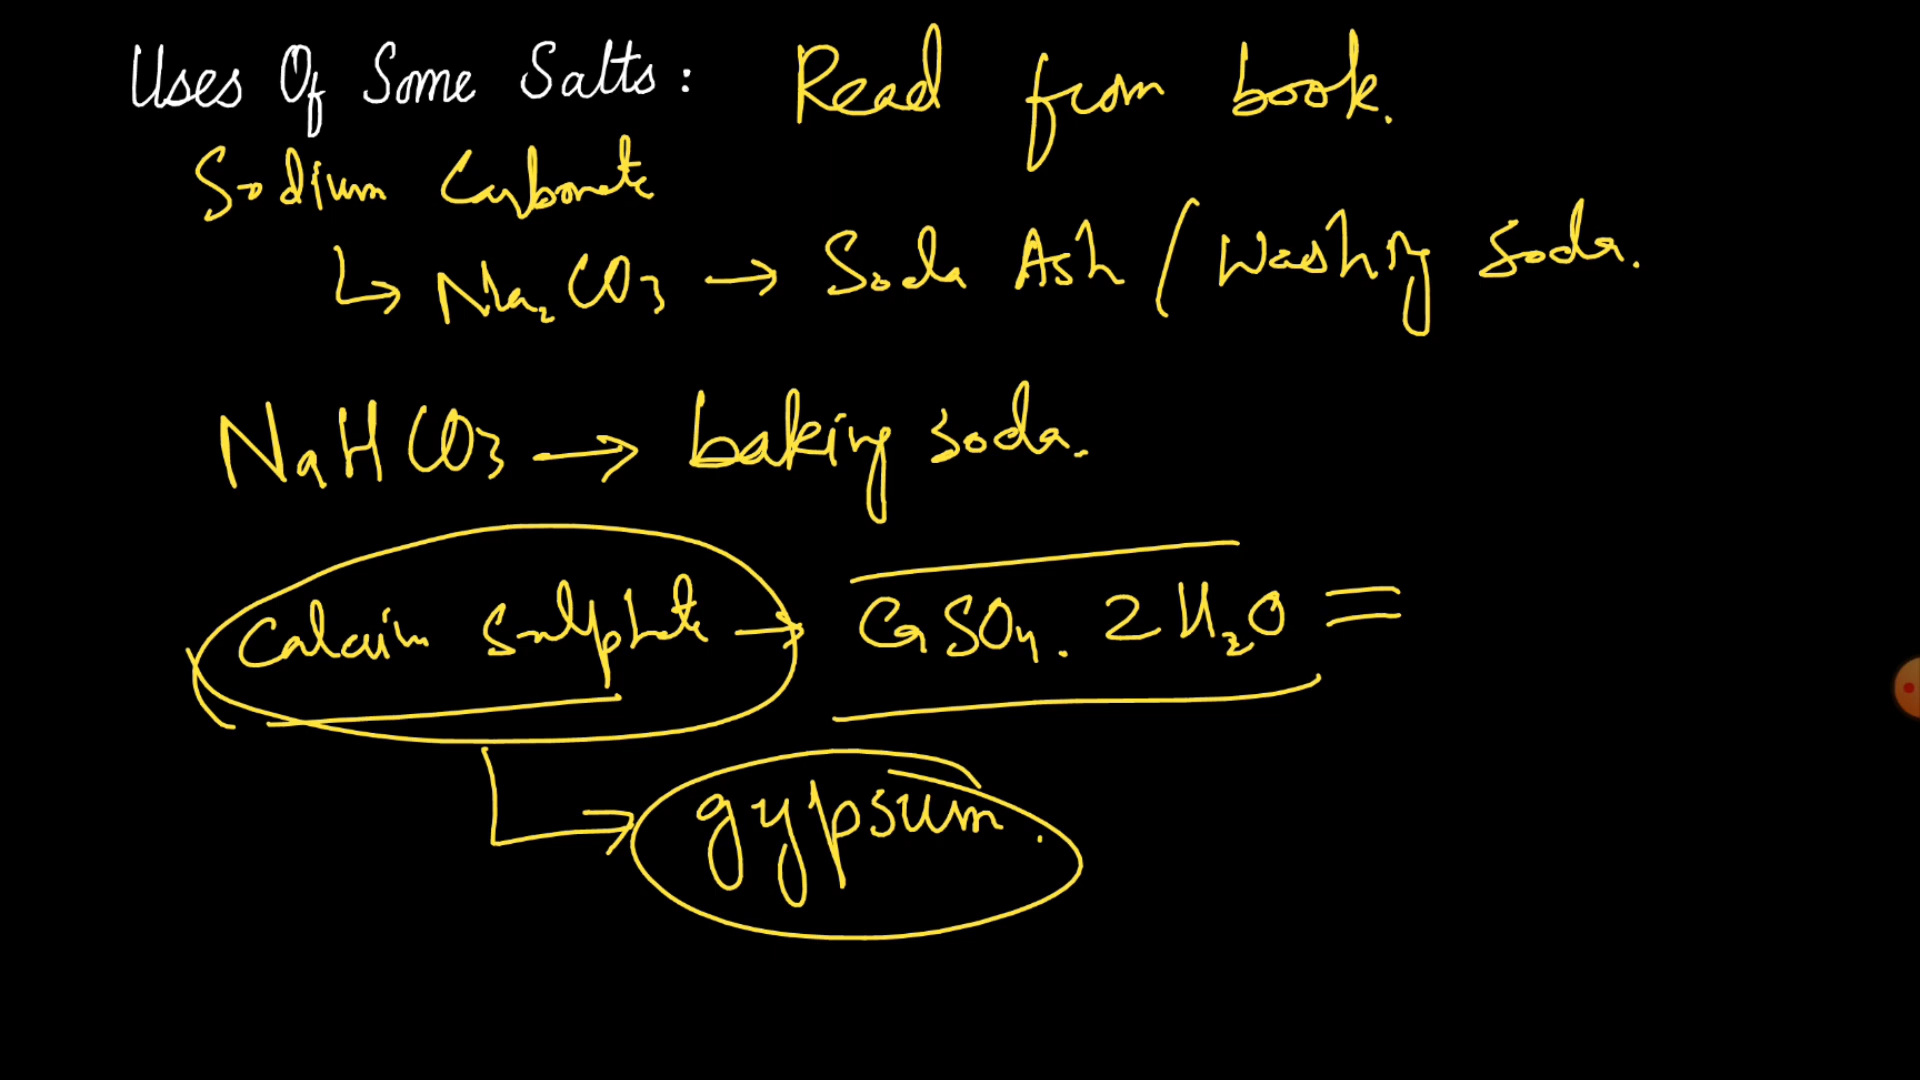 Uses Of Some Salts: Read from book.
Sodium Carbonate
↳ Na₂CO₃ → Soda Ash / Washing Soda.
NaHCO₃ → baking soda.
Calcium sulphate → CaSO₄ . 2H₂O =
↳ gypsum.